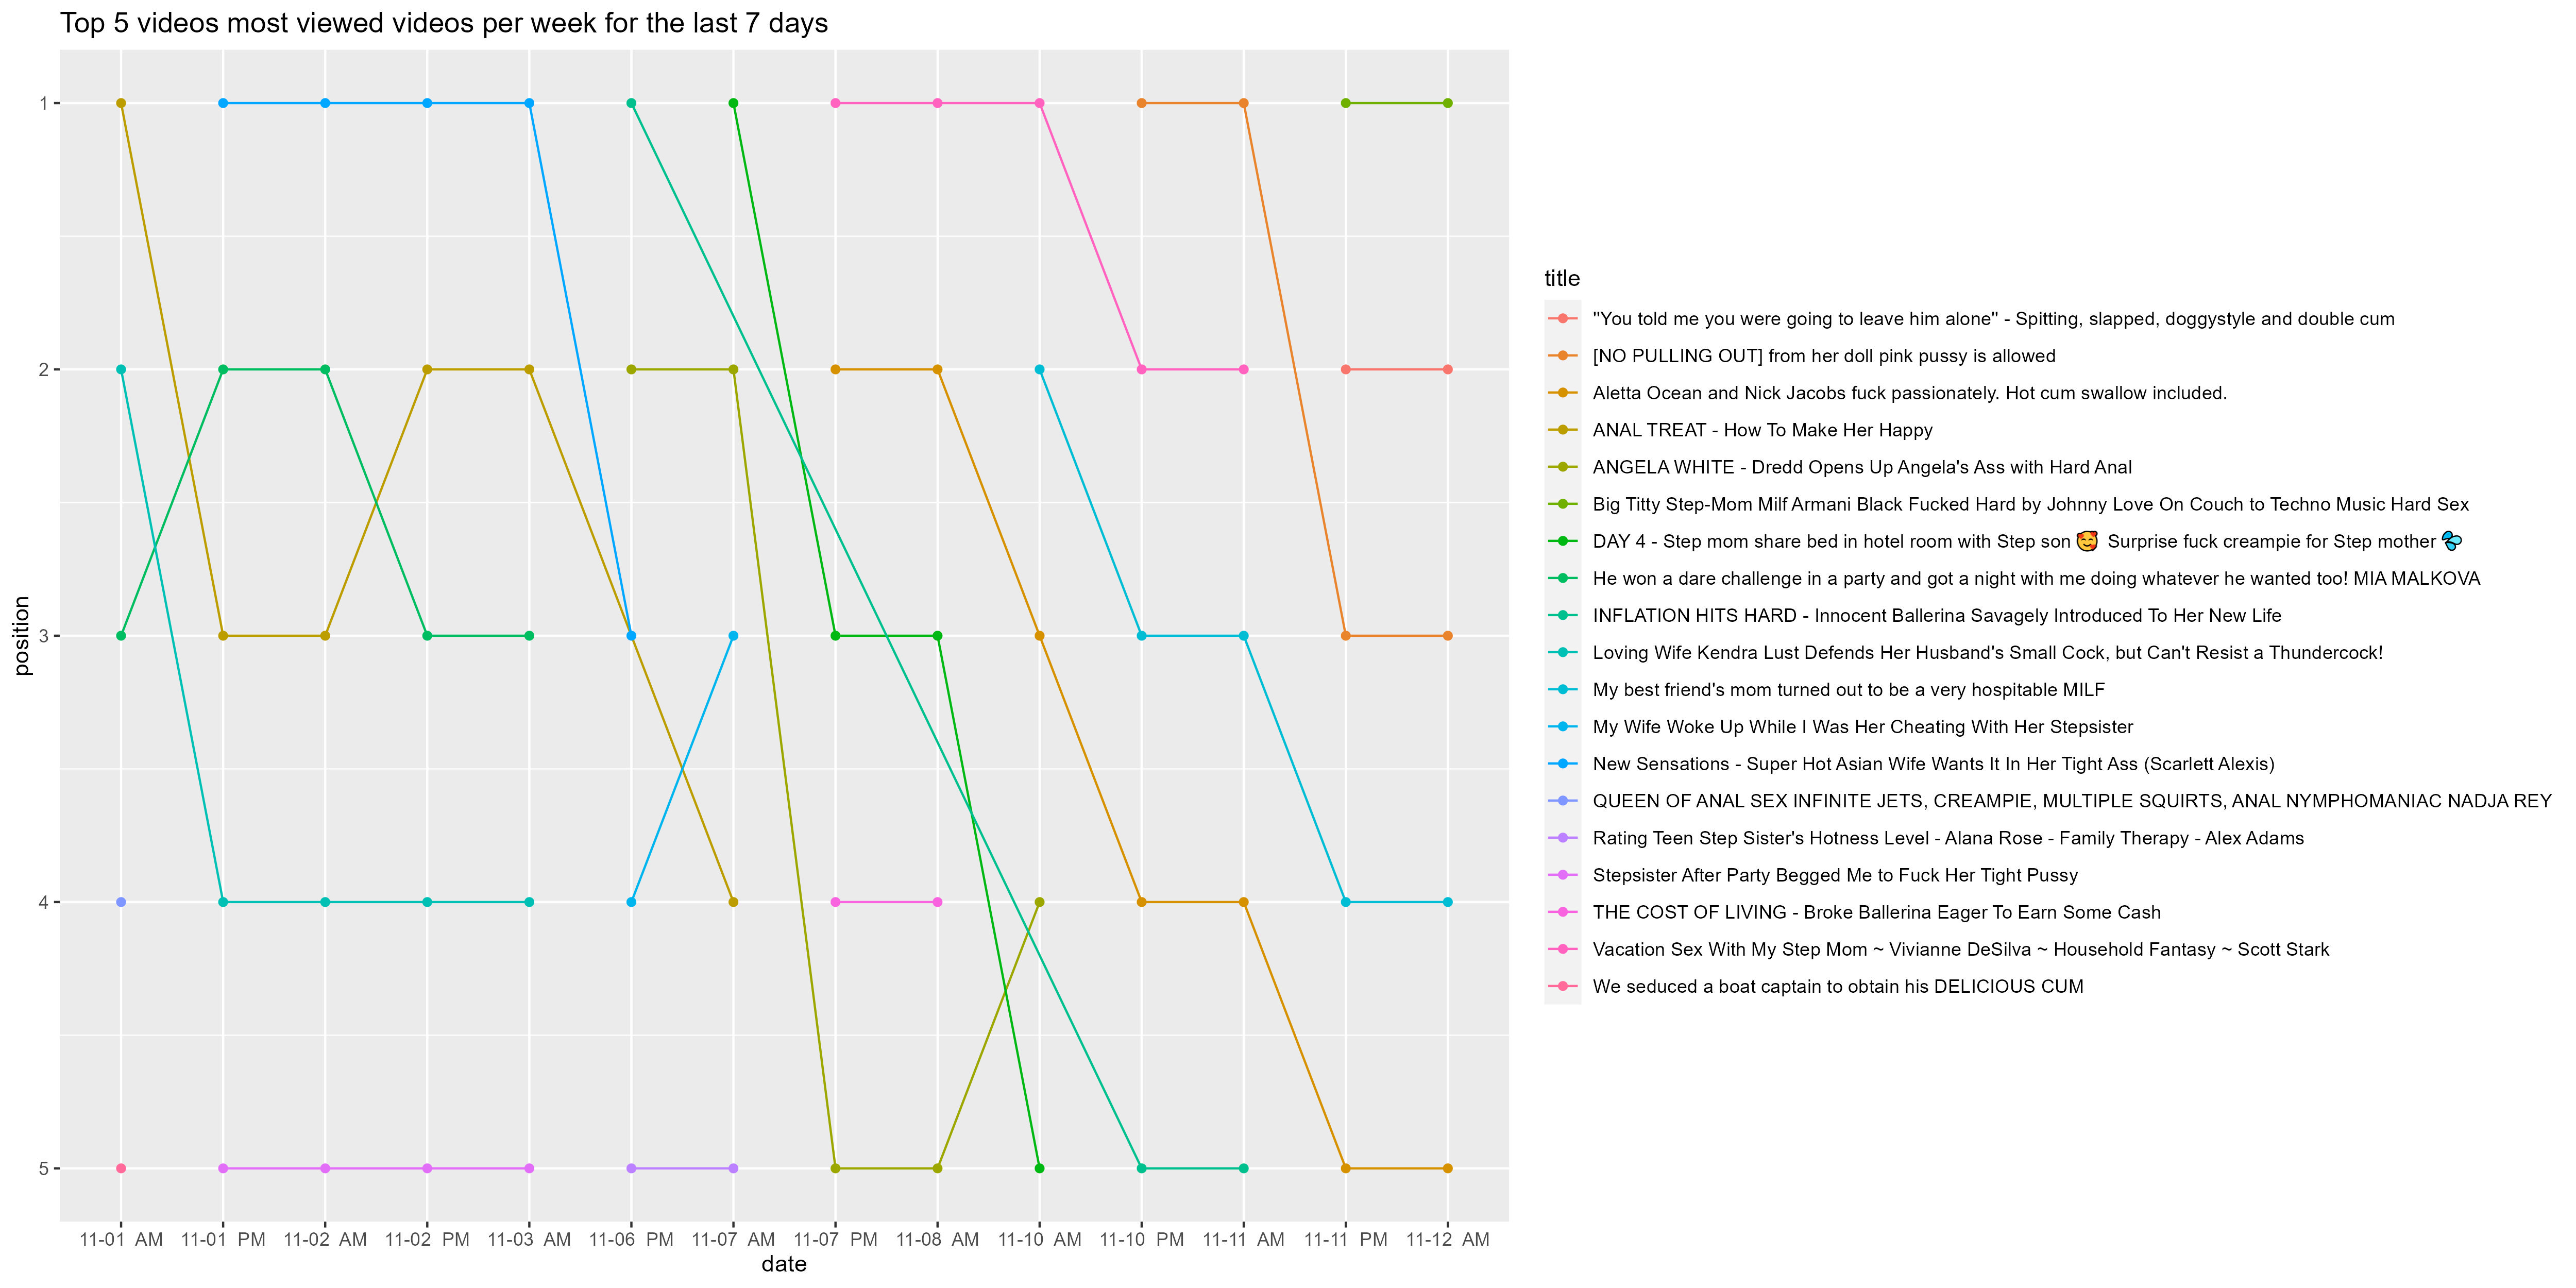 Top 5 videos most viewed videos per week for the last 7 days
position
1
2
3
4
5
11-01 AM 11-01 PM 11-02 AM 11-02 PM 11-03 AM 11-06 PM 11-07 AM 11-07 PM 11-08 AM 11-10 AM 11-10 PM 11-11 AM 11-11 PM 11-12 AM
date
title
"You told me you were going to leave him alone" - Spitting, slapped, doggystyle and double cum
[NO PULLING OUT] from her doll pink pussy is allowed
Aletta Ocean and Nick Jacobs fuck passionately. Hot cum swallow included.
ANAL TREAT - How To Make Her Happy
ANGELA WHITE - Dredd Opens Up Angela's Ass with Hard Anal
Big Titty Step-Mom Milf Armani Black Fucked Hard by Johnny Love On Couch to Techno Music Hard Sex
DAY 4 - Step mom share bed in hotel room with Step son 🥰 Surprise fuck creampie for Step mother 💦
He won a dare challenge in a party and got a night with me doing whatever he wanted too! MIA MALKOVA
INFLATION HITS HARD - Innocent Ballerina Savagely Introduced To Her New Life
Loving Wife Kendra Lust Defends Her Husband's Small Cock, but Can't Resist a Thundercock!
My best friend's mom turned out to be a very hospitable MILF
My Wife Woke Up While I Was Her Cheating With Her Stepsister
New Sensations - Super Hot Asian Wife Wants It In Her Tight Ass (Scarlett Alexis)
QUEEN OF ANAL SEX INFINITE JETS, CREAMPIE, MULTIPLE SQUIRTS, ANAL NYMPHOMANIAC NADJA REY
Rating Teen Step Sister's Hotness Level - Alana Rose - Family Therapy - Alex Adams
Stepsister After Party Begged Me to Fuck Her Tight Pussy
THE COST OF LIVING - Broke Ballerina Eager To Earn Some Cash
Vacation Sex With My Step Mom ~ Vivianne DeSilva ~ Household Fantasy ~ Scott Stark
We seduced a boat captain to obtain his DELICIOUS CUM